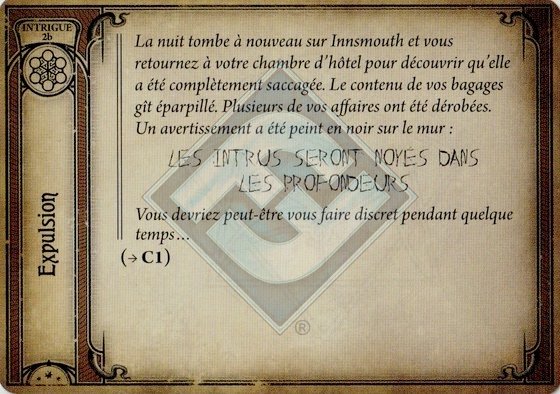 INTRIGUE
2b
Expulsion
La nuit tombe à nouveau sur Innsmouth et vous
retournez à votre chambre d'hôtel pour découvrir qu'elle
a été complètement saccagée. Le contenu de vos bagages
gît éparpillé. Plusieurs de vos affaires ont été dérobées.
Un avertissement a été peint en noir sur le mur :
LES INTRUS SERONT NOYES DANS
LES PROFONDEURS
Vous devriez peut-être vous faire discret pendant quelque
temps…
(→ C1)
®